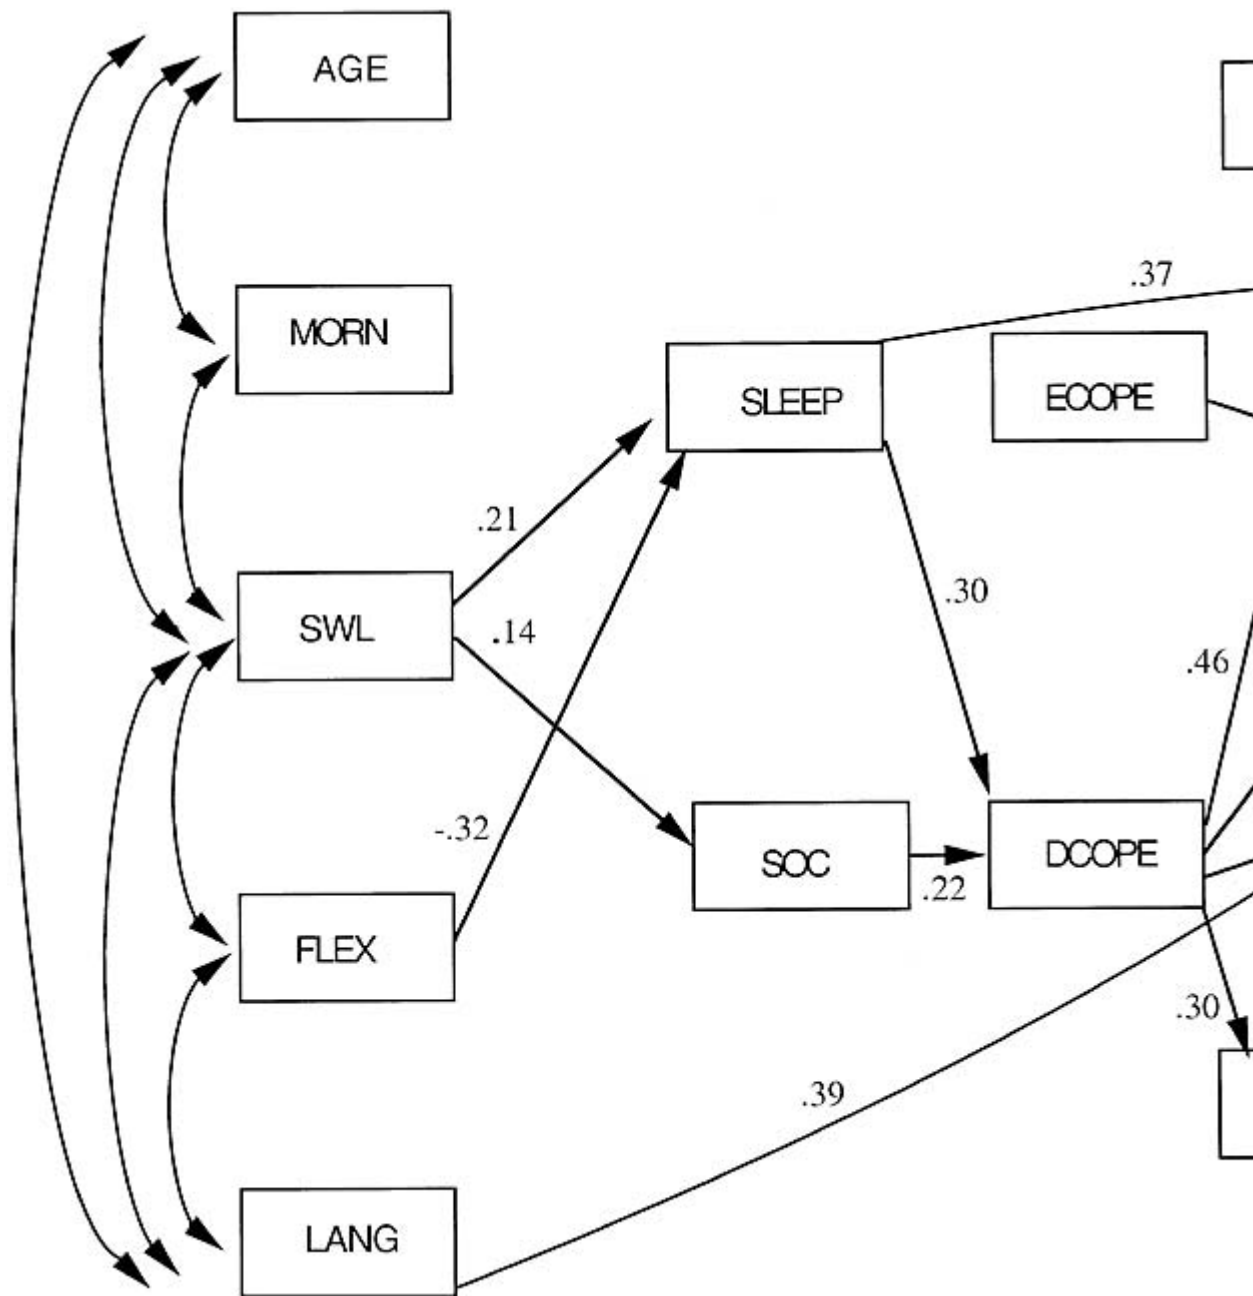 AGE
MORN
.37
SLEEP
ECOPE
.21
.14
.30
SWL
.46
-.32
SOC
.22
DCOPE
FLEX
.30
.39
LANG